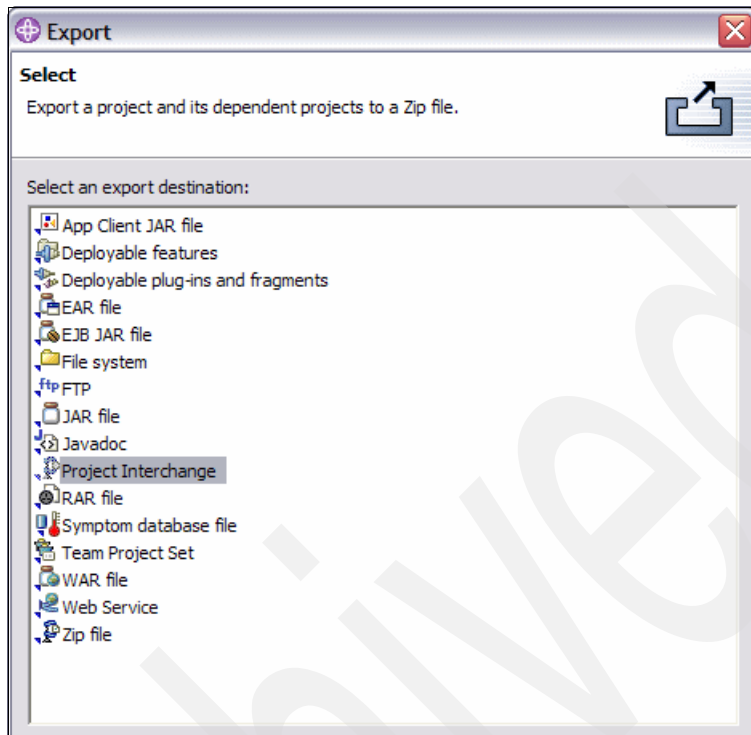 Export
Select
Export a project and its dependent projects to a Zip file.
Select an export destination:
App Client JAR file
Deployable features
Deployable plug-ins and fragments
EAR file
EJB JAR file
File system
ftp FTP
JAR file
Javadoc
Project Interchange
RAR file
Symptom database file
Team Project Set
WAR file
Web Service
Zip file
hived